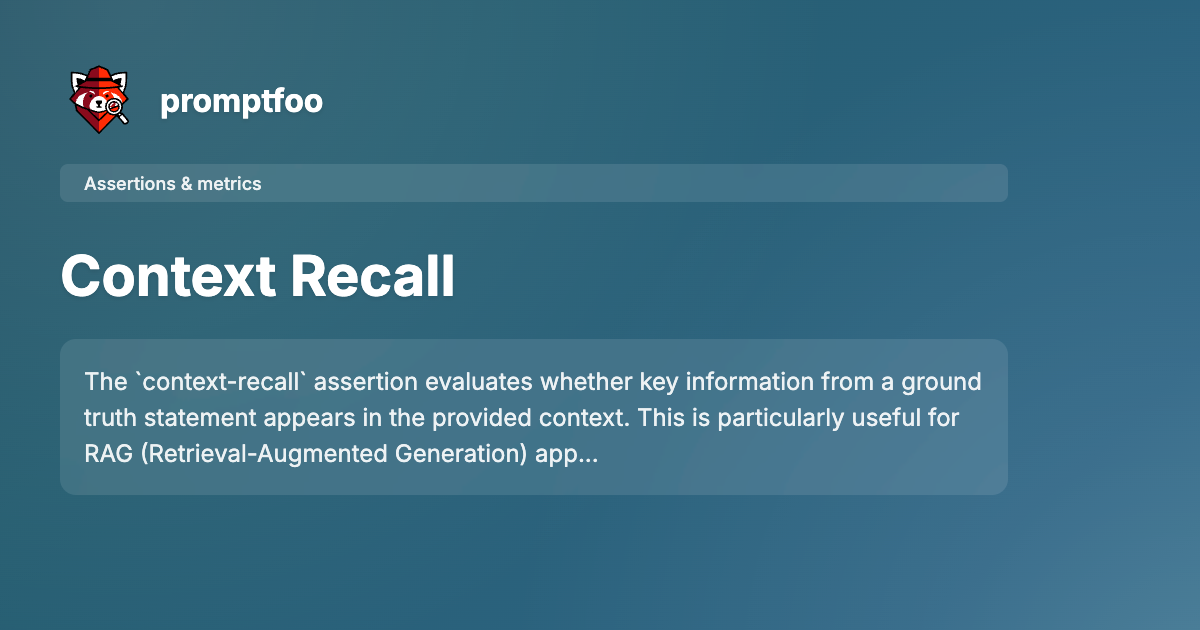 promptfoo
Assertions & metrics
Context Recall
The `context-recall` assertion evaluates whether key information from a ground
truth statement appears in the provided context. This is particularly useful for
RAG (Retrieval-Augmented Generation) app...